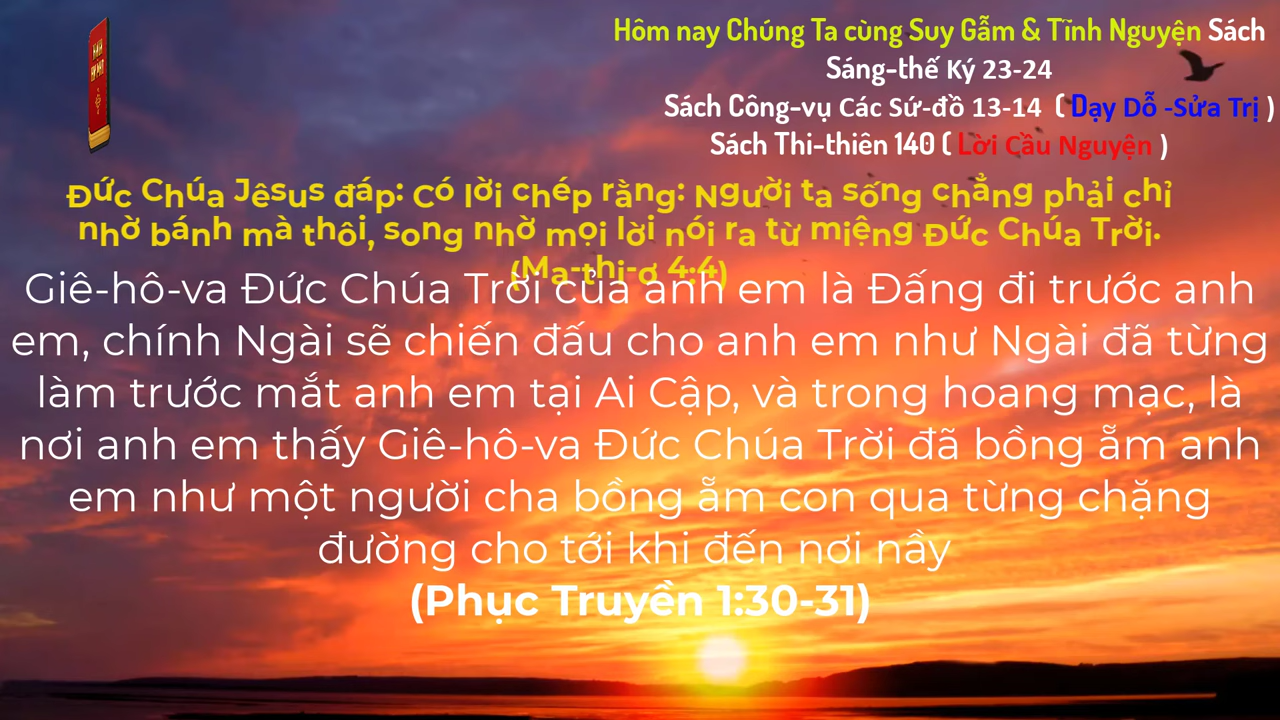 Hôm nay Chúng Ta cùng Suy Gẫm & Tĩnh Nguyện Sách
Sáng-thế Ký 23-24
Sách Công-vụ Các Sứ-đồ 13-14 ( Dạy Dỗ -Sửa Trị )
Sách Thi-thiên 140 ( Lời Cầu Nguyện )
Đức Chúa Jêsus đáp: Có lời chép rằng: Người ta sống chẳng phải chỉ
nhờ bánh mà thôi, song nhờ mọi lời nói ra từ miệng Đức Chúa Trời.
(Ma-thi-ơ 4:4)
Giê-hô-va Đức Chúa Trời của anh em là Đấng đi trước anh
em, chính Ngài sẽ chiến đấu cho anh em như Ngài đã từng
làm trước mắt anh em tại Ai Cập, và trong hoang mạc, là
nơi anh em thấy Giê-hô-va Đức Chúa Trời đã bồng ẵm anh
em như một người cha bồng ẵm con qua từng chặng
đường cho tới khi đến nơi nầy
(Phục Truyền 1:30-31)